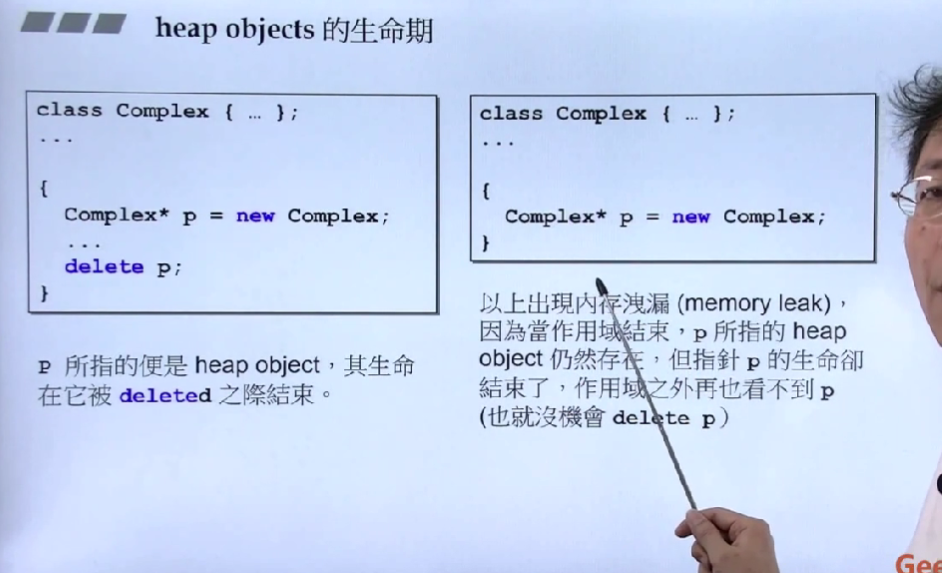 heap objects 的生命期
class Complex { … };
...
{
Complex* p = new Complex;
...
delete p;
}
P 所指的便是 heap object，其生命
在它被 deleted 之際結束。
class Complex { … };
...
{
Complex* p = new Complex;
}
以上出現內存洩漏 (memory leak)，
因為當作用域結束，p 所指的 heap
object 仍然存在，但指針 p 的生命卻
結束了，作用域之外再也看不到 p
(也就沒機會 delete p）
Gee